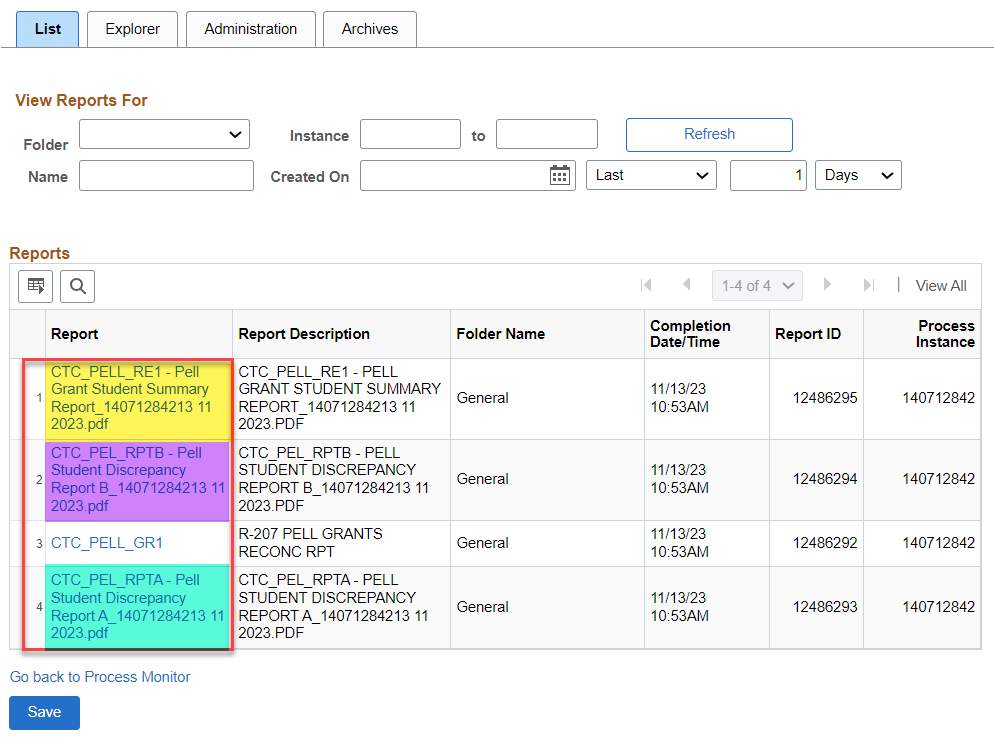 List Explorer Administration Archives
View Reports For
Folder Instance to Refresh
Name Created On Last 1 Days
Reports
1-4 of 4 | View All
Report Report Description Folder Name Completion Date/Time Report ID Process Instance
1 CTC_PELL_RE1 - Pell CTC_PELL_RE1 - PELL
Grant Student Summary GRANT STUDENT SUMMARY General 11/13/23 12486295 140712842
Report_14071284213 11 REPORT_14071284213 11 10:53AM
2023.pdf 2023.PDF
2 CTC_PEL_RPTB - Pell CTC_PEL_RPTB - PELL
Student Discrepancy STUDENT DISCREPANCY General 11/13/23 12486294 140712842
Report B_14071284213 11 REPORT B_14071284213 11 10:53AM
2023.pdf 2023.PDF
3 CTC_PELL_GR1 R-207 PELL GRANTS General 11/13/23 12486292 140712842
RECONC RPT 10:53AM
4 CTC_PEL_RPTA - Pell CTC_PEL_RPTA - PELL
Student Discrepancy STUDENT DISCREPANCY General 11/13/23 12486293 140712842
Report A_14071284213 11 REPORT A_14071284213 11 10:53AM
2023.pdf 2023.PDF
Go back to Process Monitor
Save